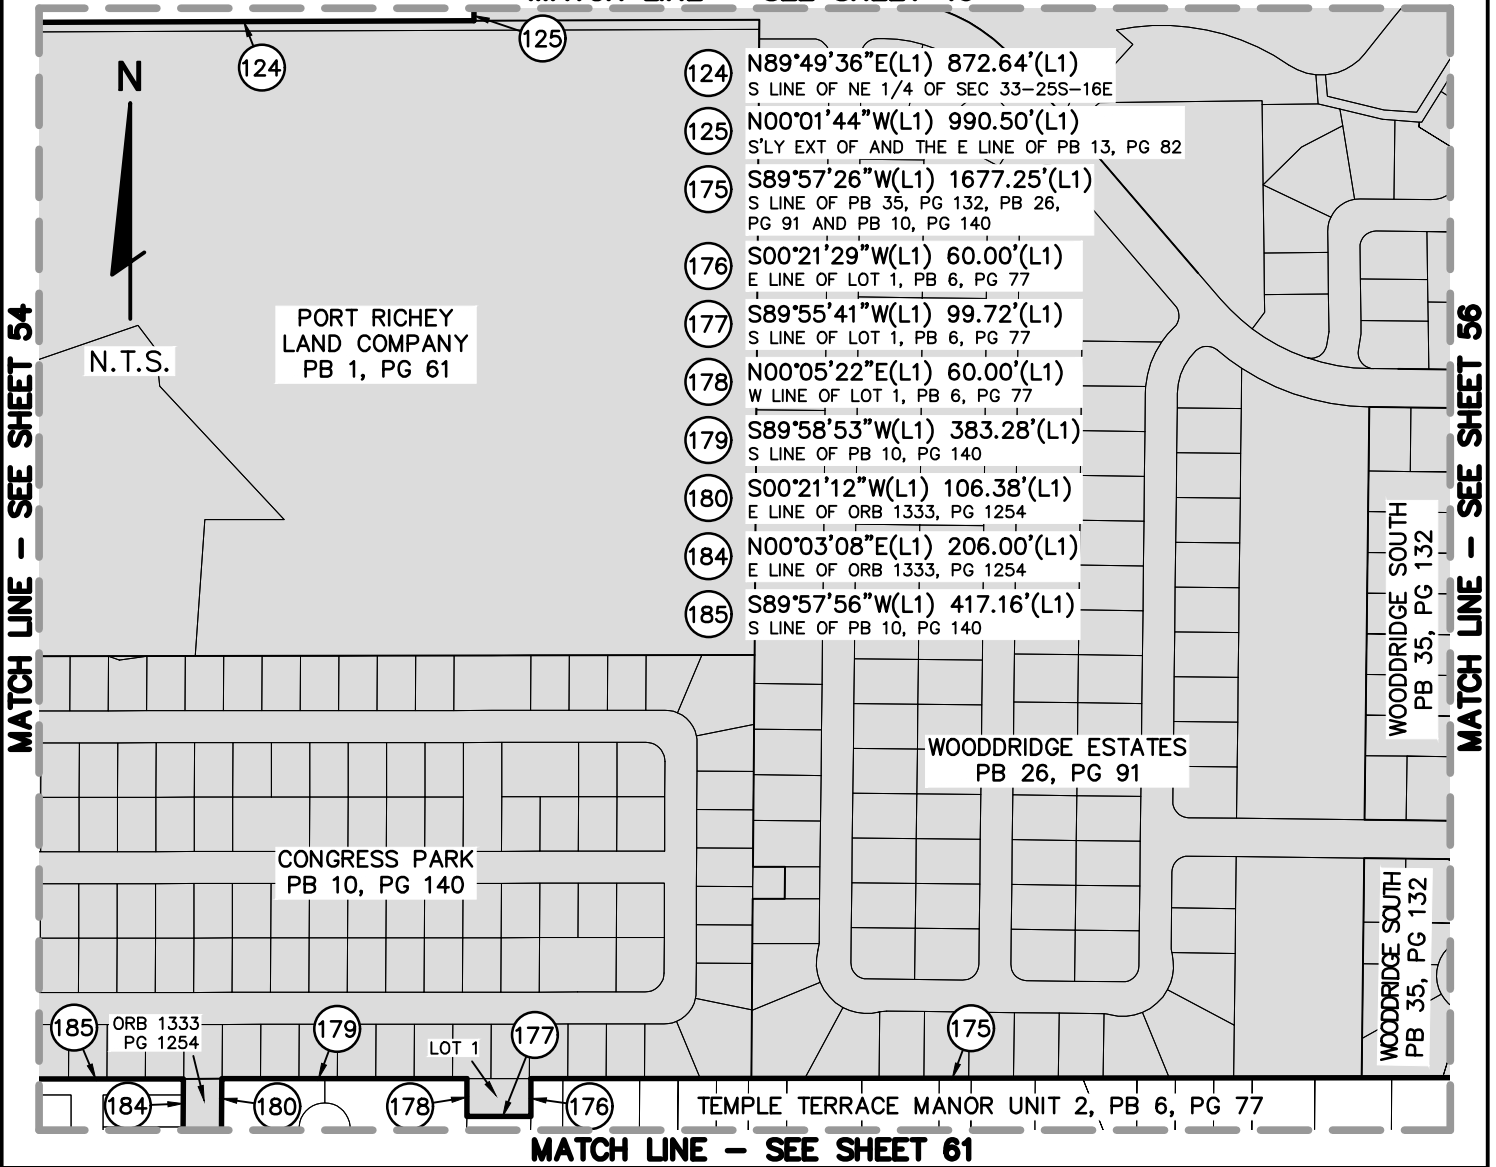 124
125
N
N.T.S.
PORT RICHEY
LAND COMPANY
PB 1, PG 61
124 N89°49'36"E(L1) 872.64'(L1)
S LINE OF NE 1/4 OF SEC 33-25S-16E
125 N00°01'44"W(L1) 990.50'(L1)
S'LY EXT OF AND THE E LINE OF PB 13, PG 82
175 S89°57'26"W(L1) 1677.25'(L1)
S LINE OF PB 35, PG 132, PB 26,
PG 91 AND PB 10, PG 140
176 S00°21'29"W(L1) 60.00'(L1)
E LINE OF LOT 1, PB 6, PG 77
177 S89°55'41"W(L1) 99.72'(L1)
S LINE OF LOT 1, PB 6, PG 77
178 N00°05'22"E(L1) 60.00'(L1)
W LINE OF LOT 1, PB 6, PG 77
179 S89°58'53"W(L1) 383.28'(L1)
S LINE OF PB 10, PG 140
180 S00°21'12"W(L1) 106.38'(L1)
E LINE OF ORB 1333, PG 1254
184 N00°03'08"E(L1) 206.00'(L1)
E LINE OF ORB 1333, PG 1254
185 S89°57'56"W(L1) 417.16'(L1)
S LINE OF PB 10, PG 140
MATCH LINE - SEE SHEET 54
MATCH LINE - SEE SHEET 56
WOODDRIDGE SOUTH
PB 35, PG 132
WOODDRIDGE ESTATES
PB 26, PG 91
CONGRESS PARK
PB 10, PG 140
WOODDRIDGE SOUTH
PB 35, PG 132
185
ORB 1333
PG 1254
179
LOT 1
177
175
184
180
178
176
TEMPLE TERRACE MANOR UNIT 2, PB 6, PG 77
MATCH LINE - SEE SHEET 61